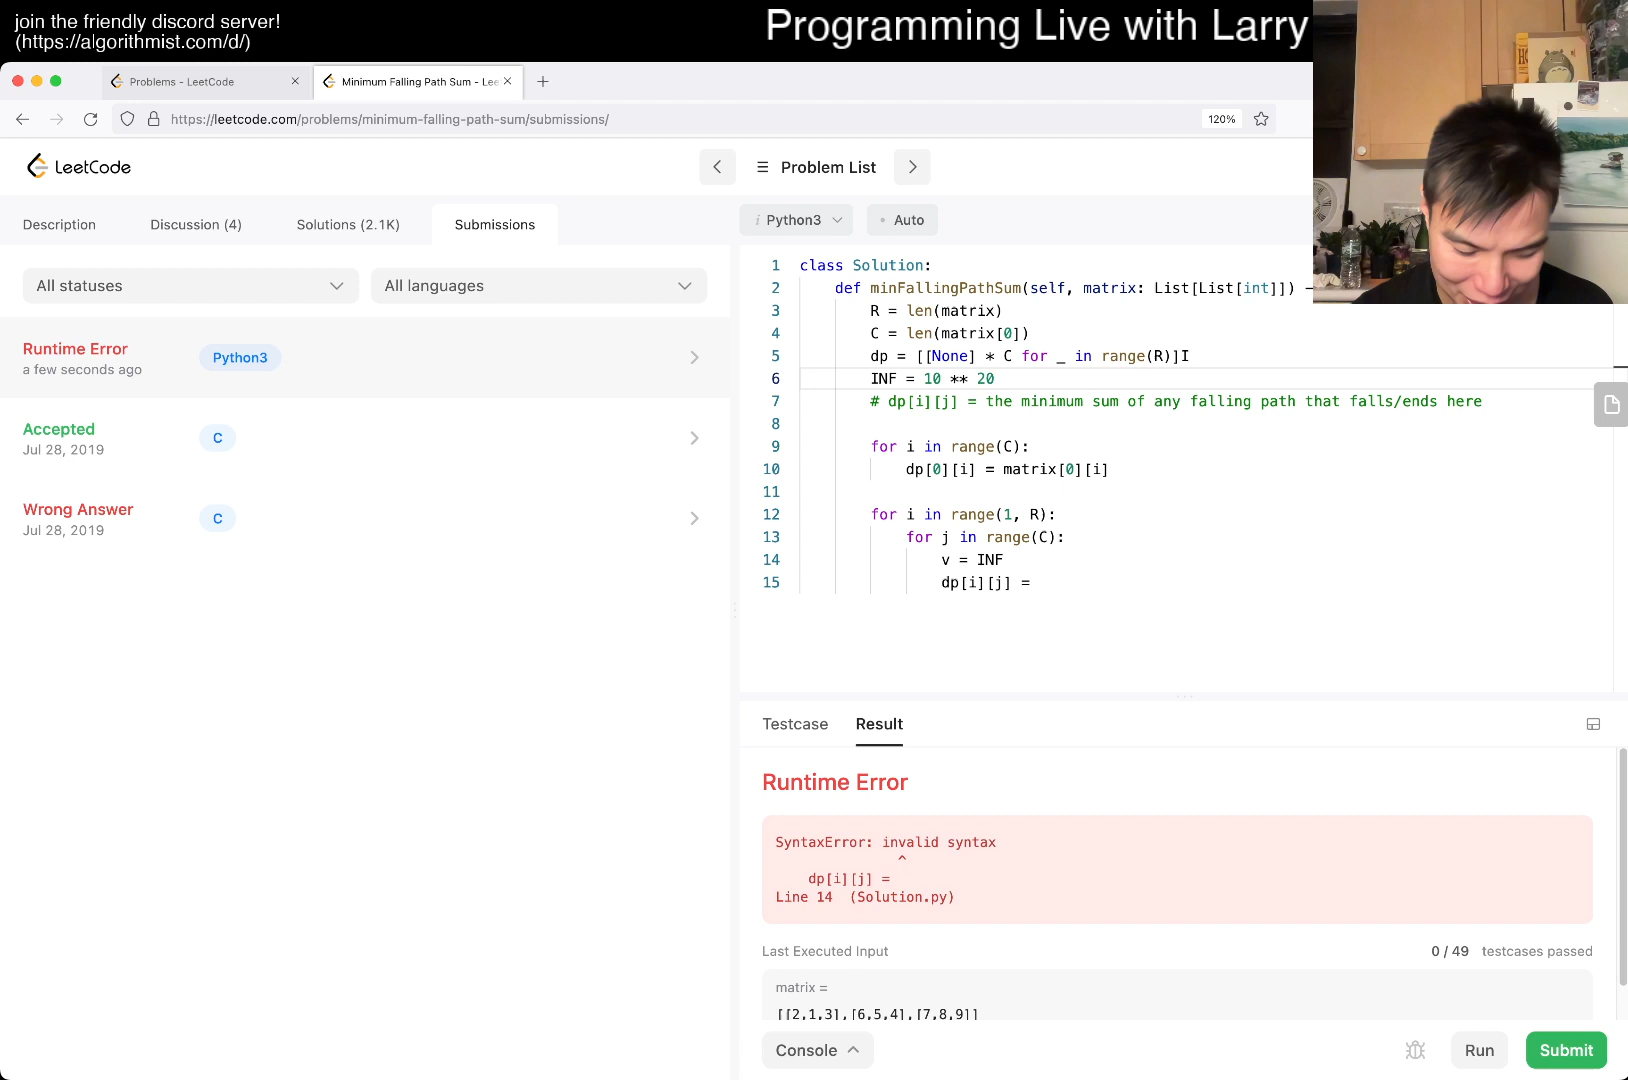 join the friendly discord server!
(https://algorithmist.com/d/)
Programming Live with Larry
Problems - LeetCode
Minimum Falling Path Sum - Lee
https://leetcode.com/problems/minimum-falling-path-sum/submissions/
120%
LeetCode
Problem List
Description
Discussion (4)
Solutions (2.1K)
Submissions
i Python3
Auto
All statuses
All languages
Runtime Error
a few seconds ago
Python3
Accepted
Jul 28, 2019
C
Wrong Answer
Jul 28, 2019
C
1 class Solution:
2 def minFallingPathSum(self, matrix: List[List[int]]) –
3 R = len(matrix)
4 C = len(matrix[0])
5 dp = [[None] * C for _ in range(R)]I
6 INF = 10 ** 20
7 # dp[i][j] = the minimum sum of any falling path that falls/ends here
8
9 for i in range(C):
10 dp[0][i] = matrix[0][i]
11
12 for i in range(1, R):
13 for j in range(C):
14 v = INF
15 dp[i][j] =
Testcase
Result
Runtime Error
SyntaxError: invalid syntax
^
dp[i][j] =
Line 14 (Solution.py)
Last Executed Input
0 / 49 testcases passed
matrix =
[[2,1,3],[6,5,4],[7,8,9]]
Console
Run
Submit